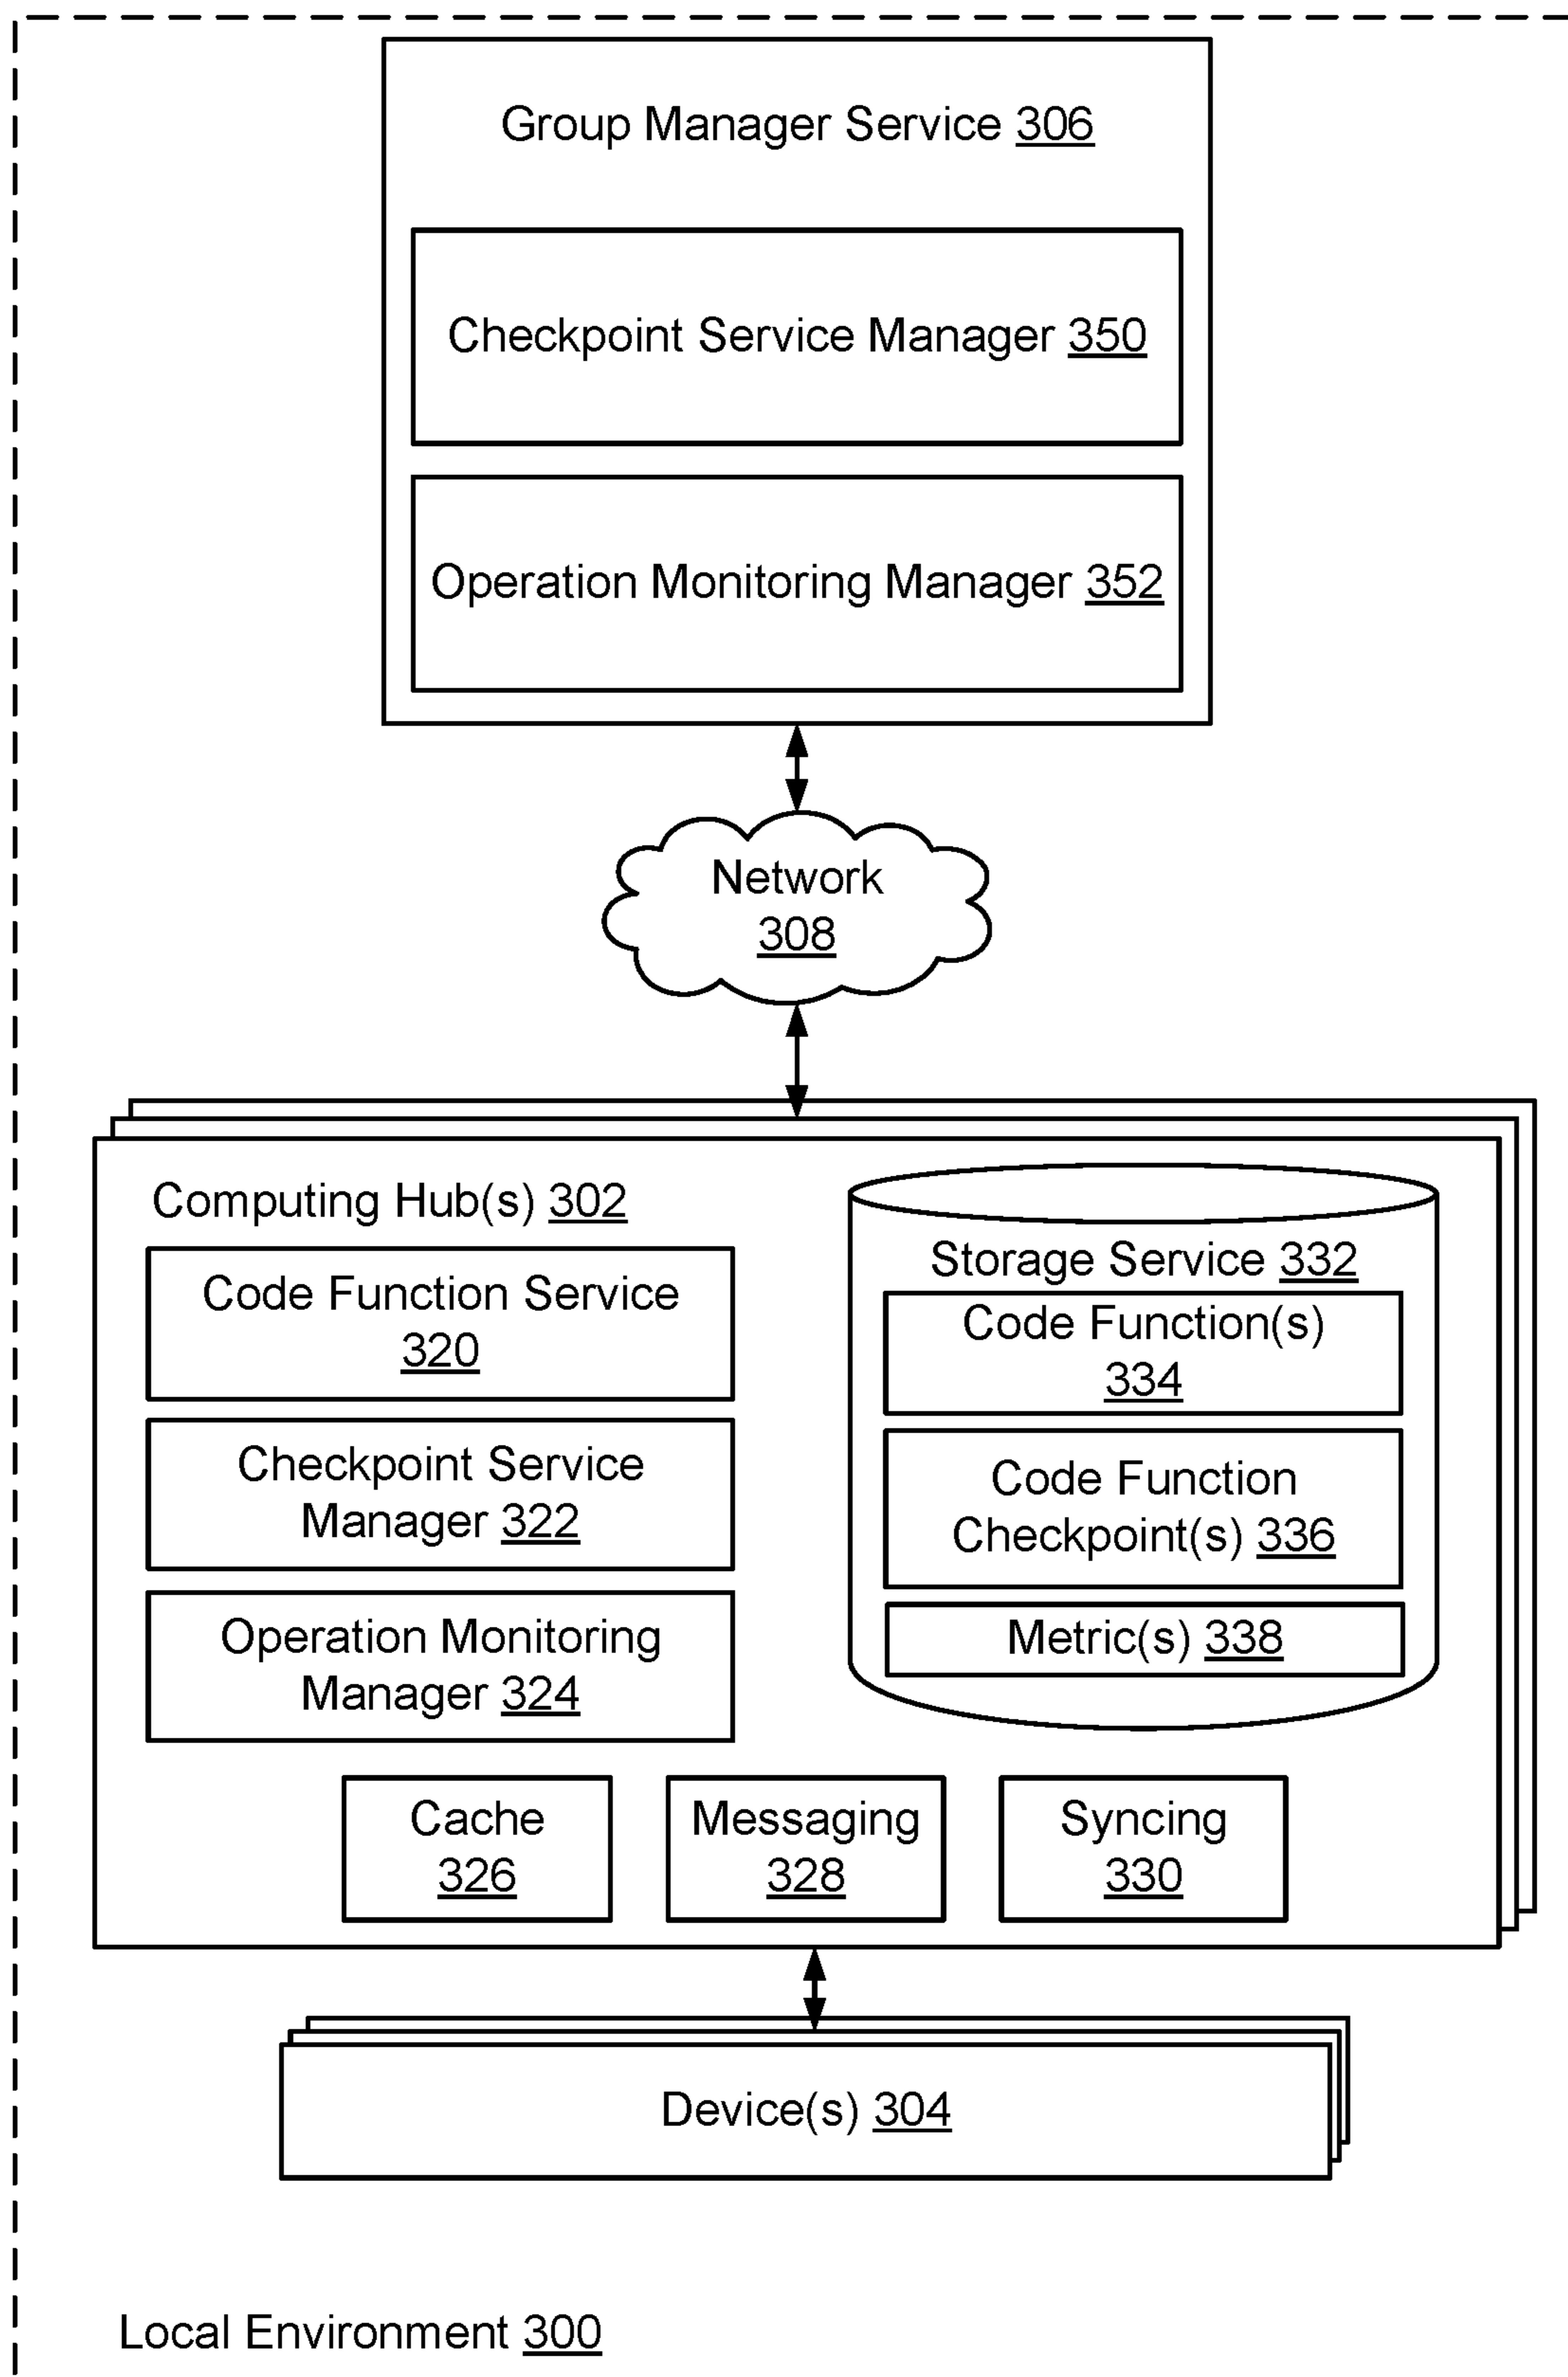 Group Manager Service 306
Checkpoint Service Manager 350
Operation Monitoring Manager 352
Network
308
Computing Hub(s) 302
Code Function Service
320
Checkpoint Service
Manager 322
Operation Monitoring
Manager 324
Storage Service 332
Code Function(s)
334
Code Function
Checkpoint(s) 336
Metric(s) 338
Cache
326
Messaging
328
Syncing
330
Device(s) 304
Local Environment 300